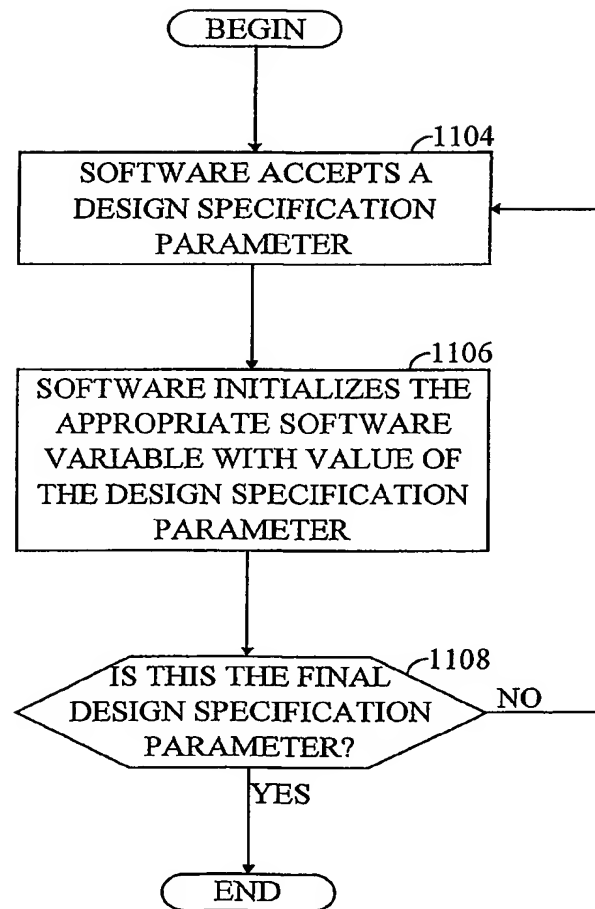 BEGIN
1104
SOFTWARE ACCEPTS A
DESIGN SPECIFICATION
PARAMETER
1106
SOFTWARE INITIALIZES THE
APPROPRIATE SOFTWARE
VARIABLE WITH VALUE OF
THE DESIGN SPECIFICATION
PARAMETER
1108
IS THIS THE FINAL
DESIGN SPECIFICATION
PARAMETER?
NO
YES
END